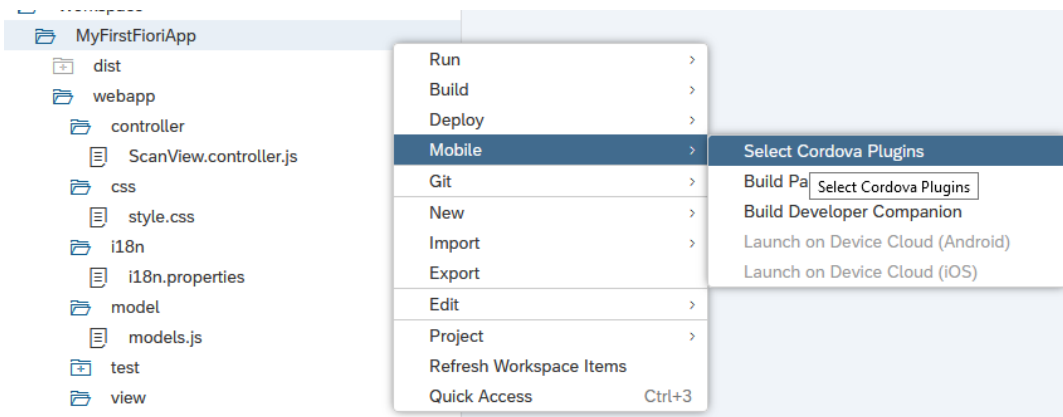 MyFirstFioriApp
dist
webapp
controller
ScanView.controller.js
css
style.css
i18n
i18n.properties
model
models.js
test
view
Run
Build
Deploy
Mobile
Git
New
Import
Export
Edit
Project
Refresh Workspace Items
Quick Access Ctrl+3
Select Cordova Plugins
Build Pa
Select Cordova Plugins
Build Developer Companion
Launch on Device Cloud (Android)
Launch on Device Cloud (iOS)